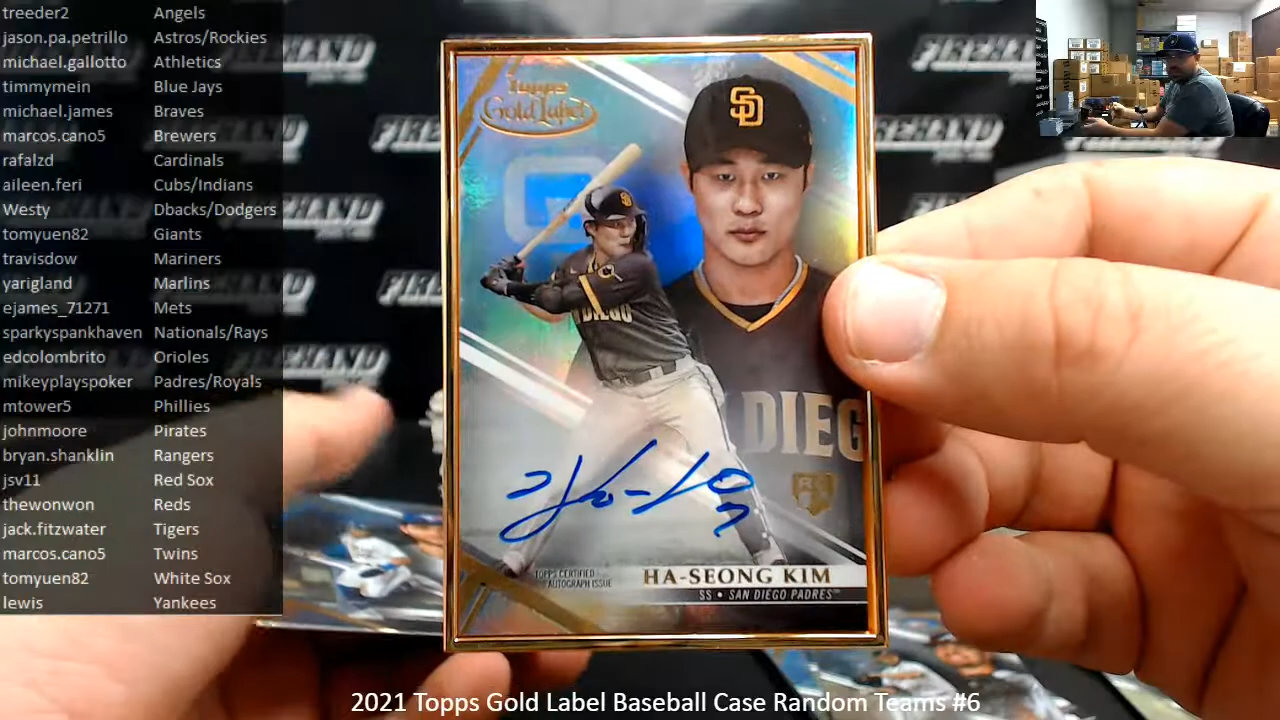 treeder2 Angels
jason.pa.petrillo Astros/Rockies
michael.gallotto Athletics
timmymein Blue Jays
michael.james Braves
marcos.cano5 Brewers
rafalzd Cardinals
aileen.feri Cubs/Indians
Westy Dbacks/Dodgers
tomyuen82 Giants
travisdow Mariners
yarigland Marlins
ejames_71271 Mets
sparkyspankhaven Nationals/Rays
edcolombrito Orioles
mikeyplayspoker Padres/Royals
mtower5 Phillies
johnmoore Pirates
bryan.shanklin Rangers
jsv11 Red Sox
thewonwon Reds
jack.fitzwater Tigers
marcos.cano5 Twins
tomyuen82 White Sox
lewis Yankees
FIREHAND
Topps
Gold Label
SD
DIEGO
DIEG
RC
7
TOPPS CERTIFIED
AUTOGRAPH ISSUE
HA-SEONG KIM
SS • SAN DIEGO PADRES™
2021 Topps Gold Label Baseball Case Random Teams #6